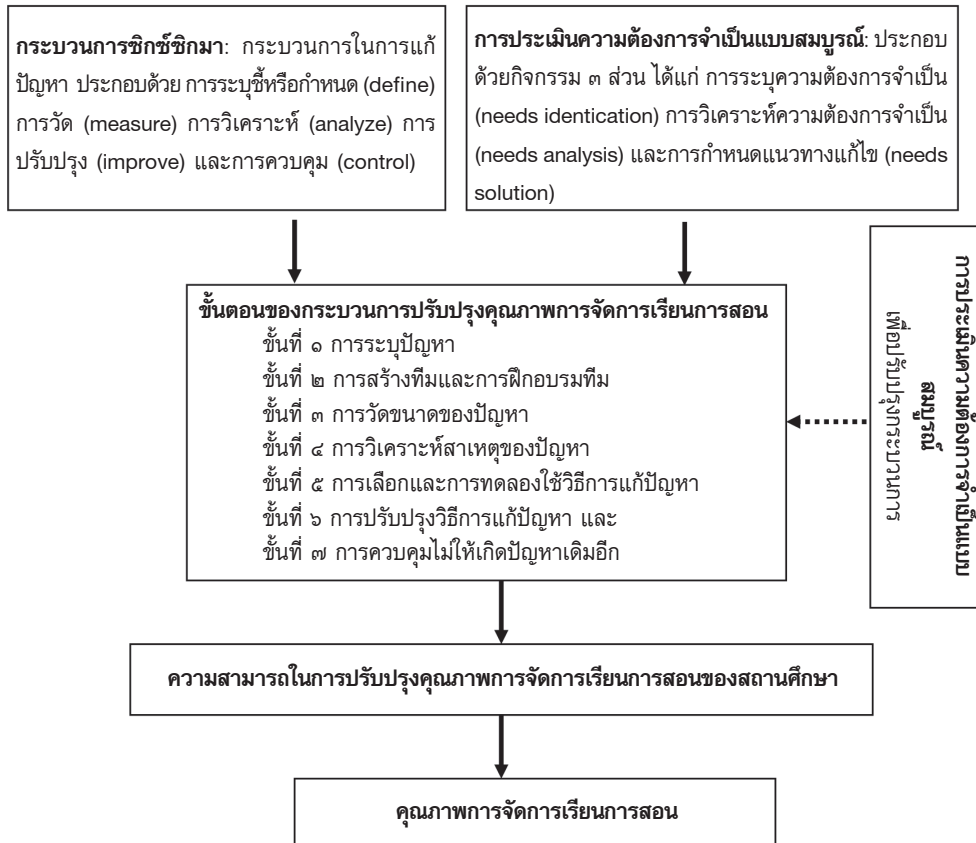 กระบวนการซิกซ์ซิกมา: กระบวนการในการแก้
ปัญหา ประกอบด้วย การระบุชี้หรือกำหนด (define)
การวัด (measure) การวิเคราะห์ (analyze) การ
ปรับปรุง (improve) และการควบคุม (control)
การประเมินความต้องการจำเป็นแบบสมบูรณ์: ประกอบ
ด้วยกิจกรรม ๓ ส่วน ได้แก่ การระบุความต้องการจำเป็น
(needs identication) การวิเคราะห์ความต้องการจำเป็น
(needs analysis) และการกำหนดแนวทางแก้ไข (needs
solution)
ขั้นตอนของกระบวนการปรับปรุงคุณภาพการจัดการเรียนการสอน
ขั้นที่ ๑ การระบุปัญหา
ขั้นที่ ๒ การสร้างทีมและการฝึกอบรมทีม
ขั้นที่ ๓ การวัดขนาดของปัญหา
ขั้นที่ ๔ การวิเคราะห์สาเหตุของปัญหา
ขั้นที่ ๕ การเลือกและการทดลองใช้วิธีการแก้ปัญหา
ขั้นที่ ๖ การปรับปรุงวิธีการแก้ปัญหา และ
ขั้นที่ ๗ การควบคุมไม่ให้เกิดปัญหาเดิมอีก
การประเมินความต้องการจำเป็นแบบ
สมบูรณ์
เพื่อปรับปรุงกระบวนการ
ความสามารถในการปรับปรุงคุณภาพการจัดการเรียนการสอนของสถานศึกษา
คุณภาพการจัดการเรียนการสอน